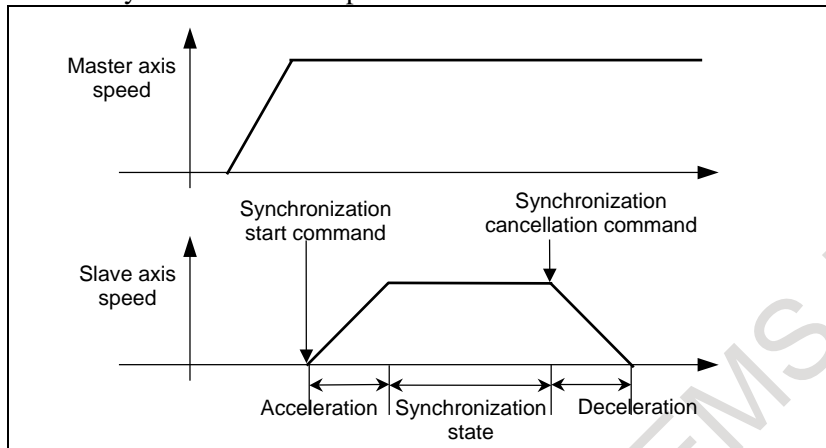 Master axis
speed
Synchronization
start command
Synchronization
cancellation command
Slave axis
speed
Acceleration
Synchronization
state
Deceleration